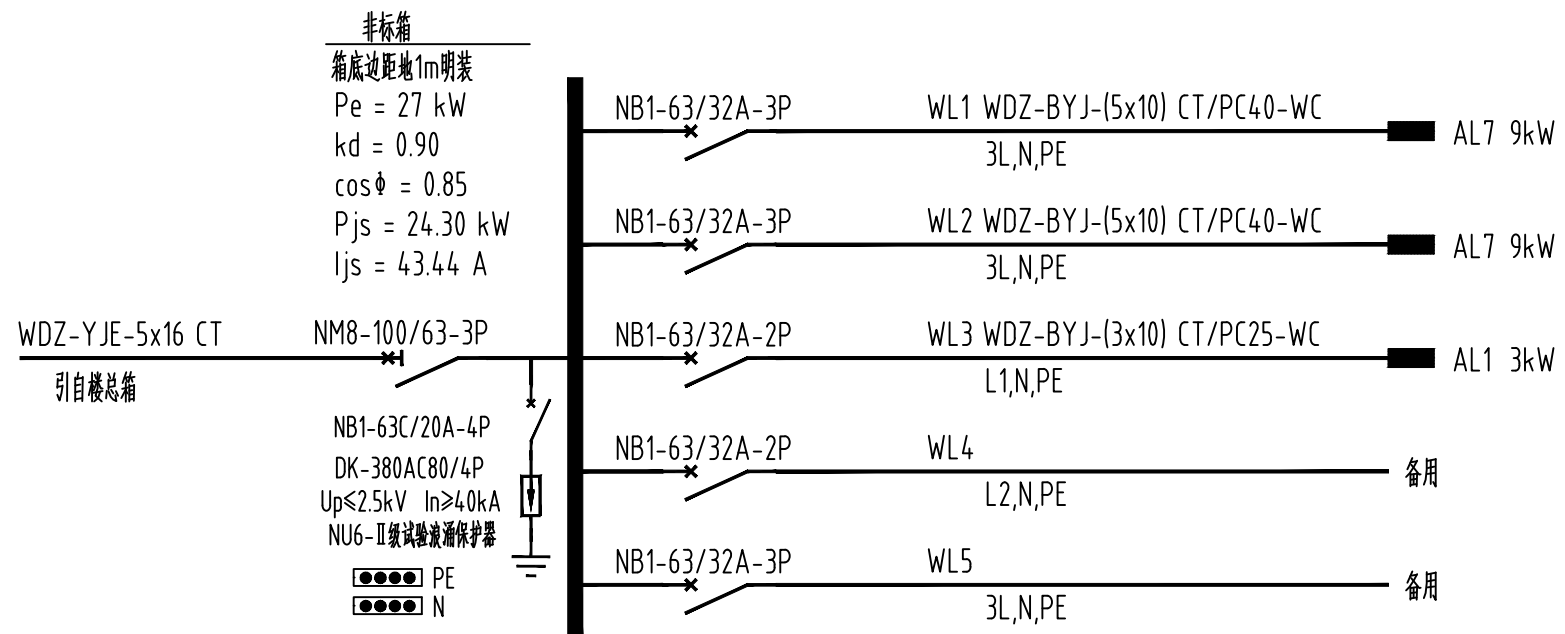 非标箱
箱底边距地1m明装
Pe = 27 kW
kd = 0.90
cosΦ = 0.85
Pjs = 24.30 kW
Ijs = 43.44 A
WDZ-YJE-5x16 CT
引自楼总箱
NM8-100/63-3P
NB1-63C/20A-4P
DK-380AC80/4P
Up≤2.5kV In≥40kA
NU6-Ⅱ级试验浪涌保护器
PE
N
NB1-63/32A-3P WL1 WDZ-BYJ-(5x10) CT/PC40-WC
3L,N,PE
AL7 9kW
NB1-63/32A-3P WL2 WDZ-BYJ-(5x10) CT/PC40-WC
3L,N,PE
AL7 9kW
NB1-63/32A-2P WL3 WDZ-BYJ-(3x10) CT/PC25-WC
L1,N,PE
AL1 3kW
NB1-63/32A-2P WL4
L2,N,PE
备用
NB1-63/32A-3P WL5
3L,N,PE
备用